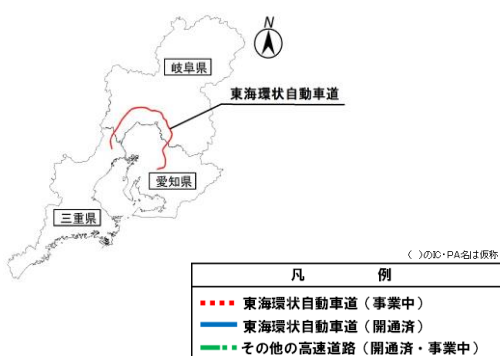 N
岐阜県
東海環状自動車道
愛知県
三重県
( )のIC・PA名は仮称
凡 例
東海環状自動車道(事業中)
東海環状自動車道(開通済)
その他の高速道路(開通済・事業中)